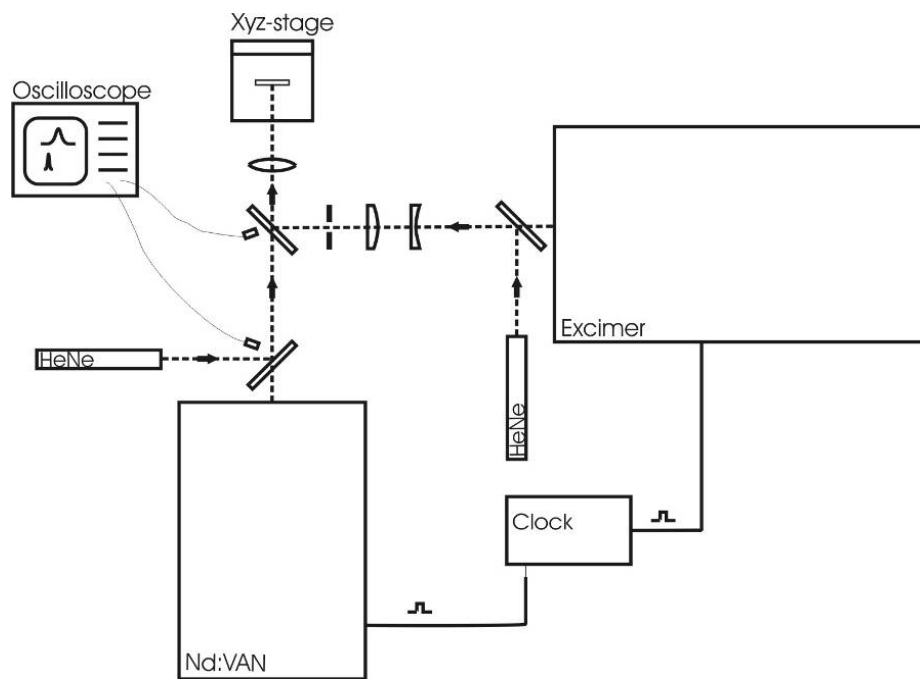 Xyz-stage
Oscilloscope
Excimer
HeNe
HeNe
Clock
Nd:VAN